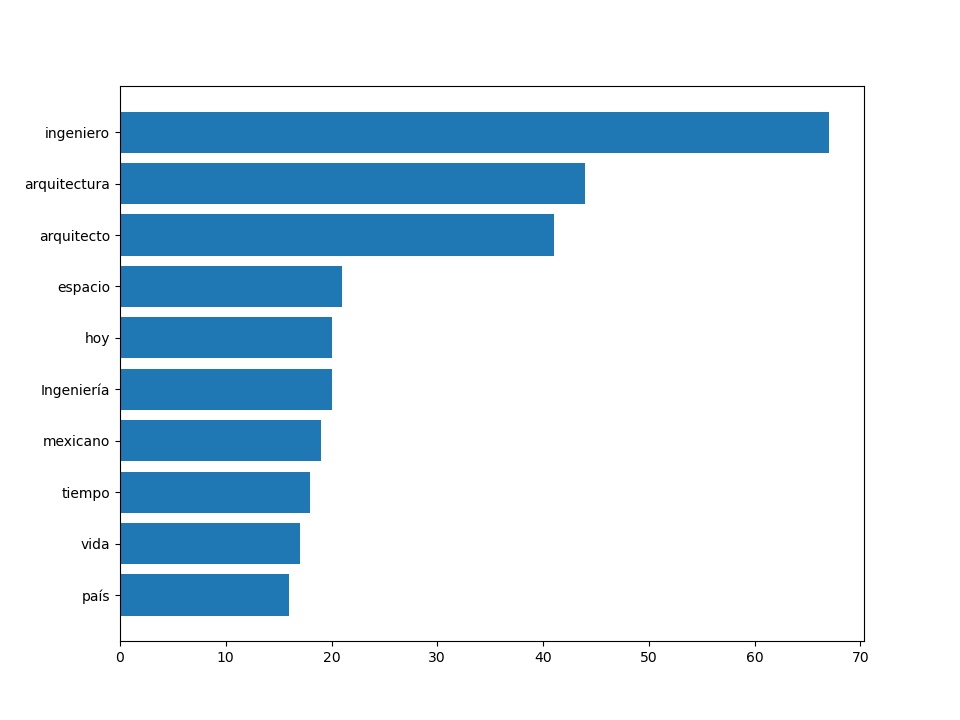 ingeniero
arquitectura
arquitecto
espacio
hoy
Ingeniería
mexicano
tiempo
vida
país
0 10 20 30 40 50 60 70